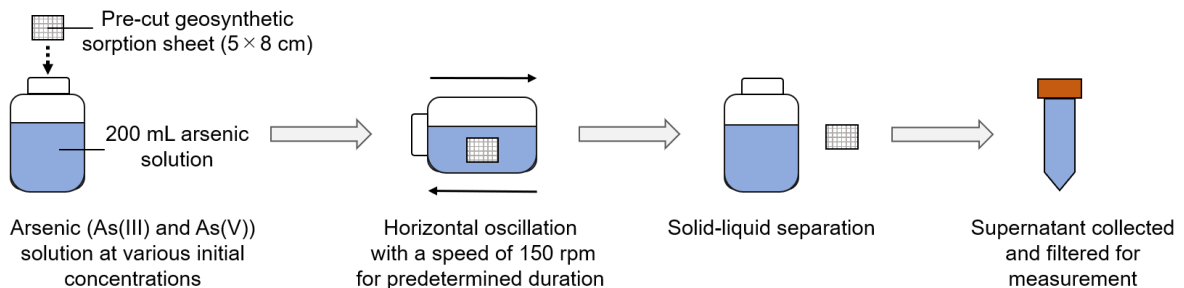 Pre-cut geosynthetic
sorption sheet (5×8 cm)
200 mL arsenic
solution
Arsenic (As(III) and As(V))
solution at various initial
concentrations
Horizontal oscillation
with a speed of 150 rpm
for predetermined duration
Solid-liquid separation
Supernatant collected
and filtered for
measurement